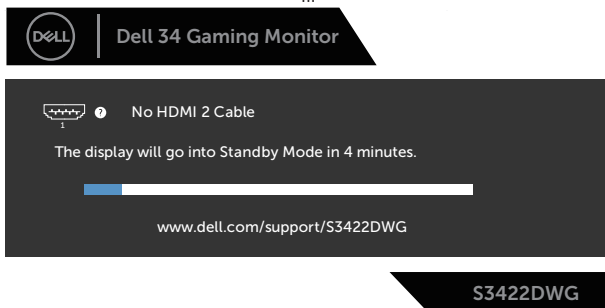 ...
DELL
Dell 34 Gaming Monitor
? No HDMI 2 Cable
1
The display will go into Standby Mode in 4 minutes.
www.dell.com/support/S3422DWG
S3422DWG